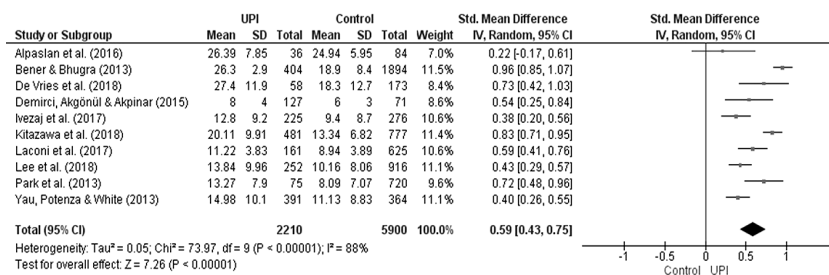 UPI Control Std. Mean Difference Std. Mean Difference
Study or Subgroup Mean SD Total Mean SD Total Weight IV, Random, 95% CI IV, Random, 95% CI
Alpaslan et al. (2016) 26.39 7.85 36 24.94 5.95 84 7.0% 0.22 [-0.17, 0.61]
Bener & Bhugra (2013) 26.3 2.9 404 18.9 8.4 1894 11.5% 0.96 [0.85, 1.07]
De Vries et al. (2018) 27.4 11.9 58 18.3 12.7 173 8.5% 0.73 [0.42, 1.03]
Demirci, Akgönül & Akpinar (2015) 8 4 127 6 3 71 8.7% 0.54 [0.25, 0.84]
Ivezaj et al. (2017) 12.8 9.2 225 9.4 8.7 276 10.6% 0.38 [0.20, 0.56]
Kitazawa et al. (2018) 20.11 9.91 481 13.34 6.82 777 11.4% 0.83 [0.71, 0.95]
Laconi et al. (2017) 11.22 3.83 161 8.94 3.89 625 10.6% 0.59 [0.41, 0.76]
Lee et al. (2018) 13.84 9.96 252 10.16 8.06 916 11.1% 0.43 [0.29, 0.57]
Park et al. (2013) 13.27 7.9 75 8.09 7.07 720 9.6% 0.72 [0.48, 0.96]
Yau, Potenza & White (2013) 14.98 10.1 391 11.13 8.83 364 11.1% 0.40 [0.26, 0.55]
Total (95% CI) 2210 5900 100.0% 0.59 [0.43, 0.75]
Heterogeneity: Tau² = 0.05; Chi² = 73.97, df = 9 (P < 0.00001); I² = 88%
Test for overall effect: Z = 7.26 (P < 0.00001)
-1 -0.5 0 0.5 1
Control UPI